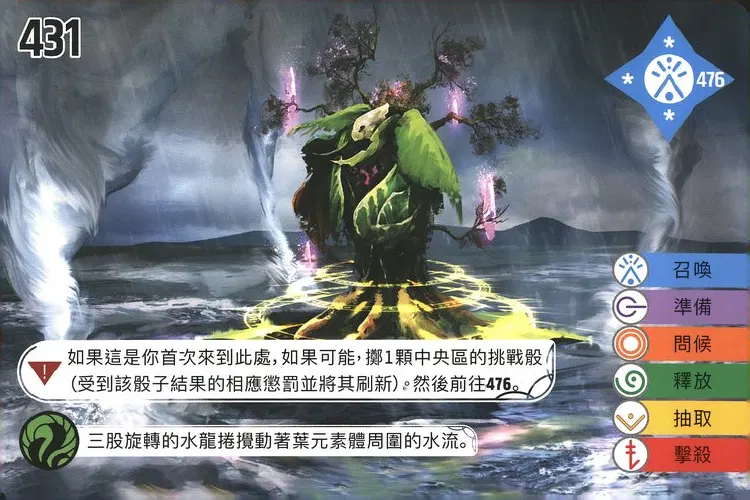 431
* * 476 *
如果這是你首次來到此處,如果可能,擲1顆中央區的挑戰骰
(受到該骰子結果的相應懲罰並將其刷新)。然後前往476。
三股旋轉的水龍捲攪動著葉元素體周圍的水流。
召喚
準備
問候
釋放
抽取
擊殺